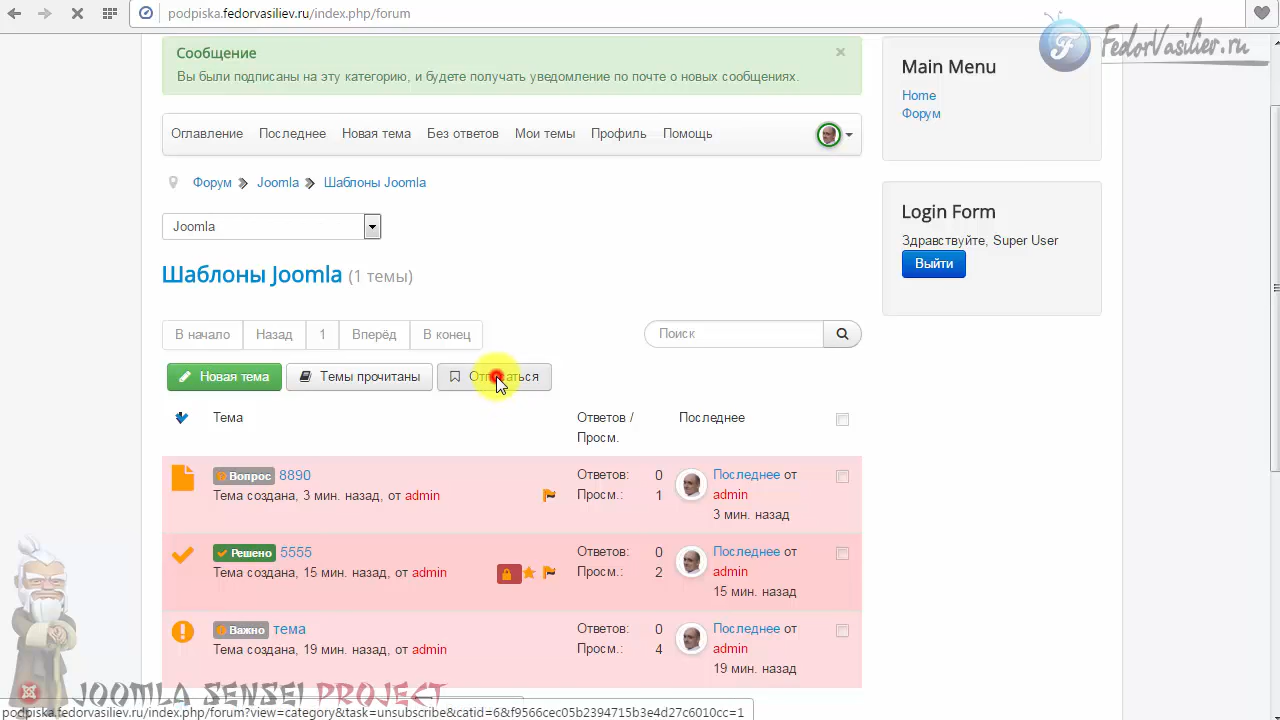 podpiska.fedorvasiliev.ru/index.php/forum
FedorVasiliev.ru
Сообщение
×
Вы были подписаны на эту категорию, и будете получать уведомление по почте о новых сообщениях.
Main Menu
Home
Форум
Оглавление Последнее Новая тема Без ответов Мои темы Профиль Помощь
Форум Joomla Шаблоны Joomla
Login Form
Здравствуйте, Super User
Выйти
Joomla
Шаблоны Joomla (1 темы)
В начало Назад 1 Вперёд В конец
Поиск
Новая тема Темы прочитаны
Тема Ответов / Последнее
Просм.
Вопрос 8890 Ответов: 0 Последнее от
Тема создана, 3 мин. назад, от admin Просм.: 1 admin
3 мин. назад
Решено 5555 Ответов: 0 Последнее от
Тема создана, 15 мин. назад, от admin Просм.: 2 admin
15 мин. назад
Важно тема Ответов: 0 Последнее от
Тема создана, 19 мин. назад, от admin Просм.: 4 admin
19 мин. назад
JOOMLA SENSEI PROJECT
podpiska.fedorvasiliev.ru/index.php/forum?view=category&task=unsubscribe&catid=6&f9566cec05b2394715b3e4d27c6010cc=1